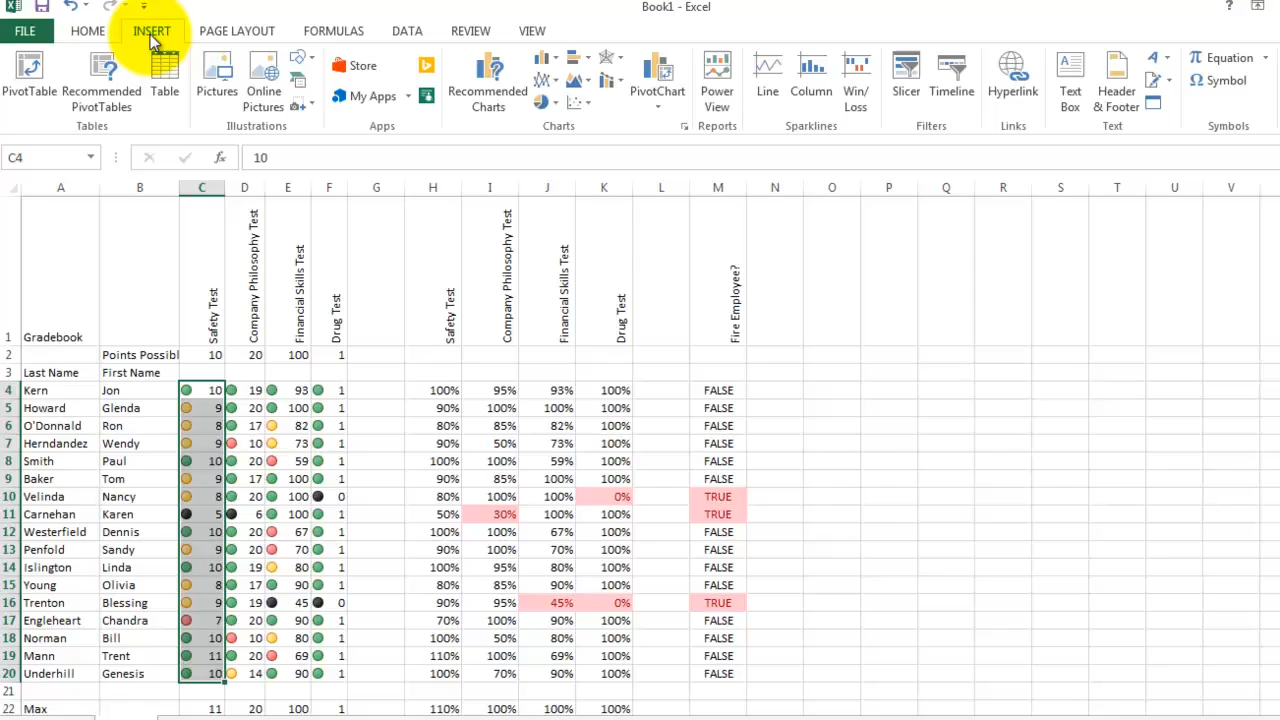 Book1 - Excel
?
FILE HOME INSERT PAGE LAYOUT FORMULAS DATA REVIEW VIEW
PivotTable Recommended PivotTables Table Pictures Online Pictures Store My Apps Recommended Charts PivotChart Power View Line Column Win/Loss Slicer Timeline Hyperlink Text Box Header & Footer Equation Symbol
Tables Illustrations Apps Charts Reports Sparklines Filters Links Text Symbols
C4 fx 10
A B C D E F G H I J K L M N O P Q R S T U V
1 Gradebook Safety Test Company Philosophy Test Financial Skills Test Drug Test Safety Test Company Philosophy Test Financial Skills Test Drug Test Fire Employee?
2 Points Possibl 10 20 100 1
3 Last Name First Name
4 Kern Jon 10 19 93 1 100% 95% 93% 100% FALSE
5 Howard Glenda 9 20 100 1 90% 100% 100% 100% FALSE
6 O'Donnald Ron 8 17 82 1 80% 85% 82% 100% FALSE
7 Herndandez Wendy 9 10 73 1 90% 50% 73% 100% FALSE
8 Smith Paul 10 20 59 1 100% 100% 59% 100% FALSE
9 Baker Tom 9 17 100 1 90% 85% 100% 100% FALSE
10 Velinda Nancy 8 20 100 0 80% 100% 100% 0% TRUE
11 Carnehan Karen 5 6 100 1 50% 30% 100% 100% TRUE
12 Westerfield Dennis 10 20 67 1 100% 100% 67% 100% FALSE
13 Penfold Sandy 9 20 70 1 90% 100% 70% 100% FALSE
14 Islington Linda 10 19 80 1 100% 95% 80% 100% FALSE
15 Young Olivia 8 17 90 1 80% 85% 90% 100% FALSE
16 Trenton Blessing 9 19 45 0 90% 95% 45% 0% TRUE
17 Engleheart Chandra 7 20 90 1 70% 100% 90% 100% FALSE
18 Norman Bill 10 10 80 1 100% 50% 80% 100% FALSE
19 Mann Trent 11 20 69 1 110% 100% 69% 100% FALSE
20 Underhill Genesis 10 14 90 1 100% 70% 90% 100% FALSE
21
22 Max 11 20 100 1 110% 100% 100% 100%